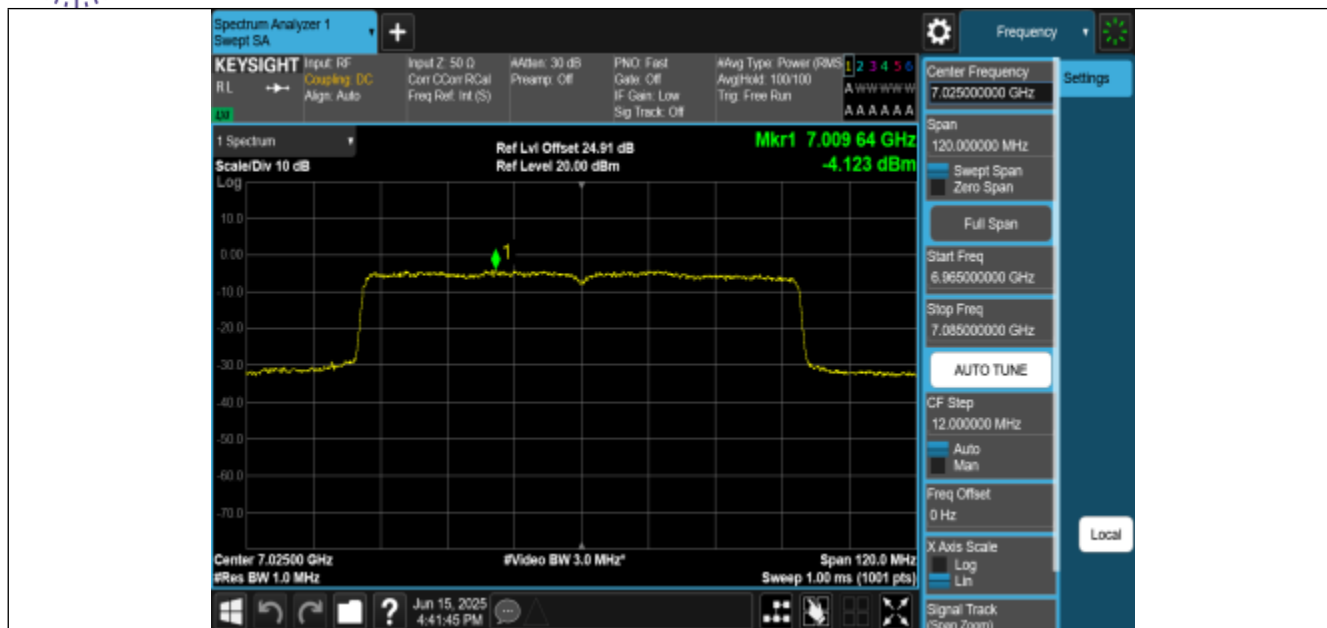 Spectrum Analyzer 1
Swept SA
+
Frequency
KEYSIGHT
RL
LXI
Input: RF
Coupling: DC
Align: Auto
Input Z: 50 Ω
Corr CCorr RCal
Freq Ref: Int (S)
#Atten: 30 dB
Preamp: Off
PNO: Fast
Gate: Off
IF Gain: Low
Sig Track: Off
#Avg Type: Power (RMS
Avg|Hold: 100/100
Trig: Free Run
1 2 3 4 5 6
A W W W W W
A A A A A A
1 Spectrum
Scale/Div 10 dB
Log
Ref Lvl Offset 24.91 dB
Ref Level 20.00 dBm
Mkr1 7.009 64 GHz
-4.123 dBm
1
10.0
0.00
-10.0
-20.0
-30.0
-40.0
-50.0
-60.0
-70.0
Center 7.02500 GHz
#Res BW 1.0 MHz
#Video BW 3.0 MHz*
Span 120.0 MHz
Sweep 1.00 ms (1001 pts)
Center Frequency
7.025000000 GHz
Settings
Span
120.000000 MHz
Swept Span
Zero Span
Full Span
Start Freq
6.965000000 GHz
Stop Freq
7.085000000 GHz
AUTO TUNE
CF Step
12.000000 MHz
Auto
Man
Freq Offset
0 Hz
X Axis Scale
Log
Lin
Local
Signal Track
(Span Zoom)
?
Jun 15, 2025
4:41:45 PM